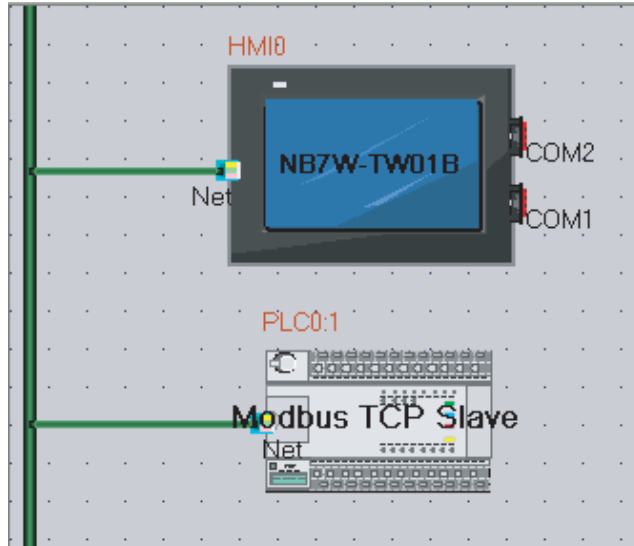 HMI0
NB7W-TW01B
COM2
Net
COM1
PLC0:1
Modbus TCP Slave
Net